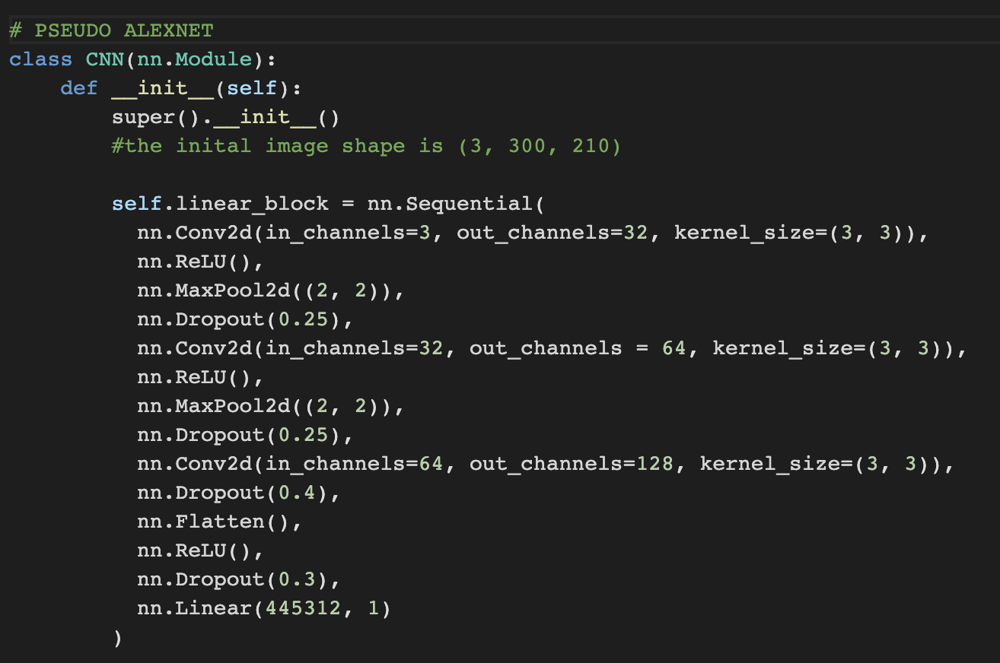 # PSEUDO ALEXNET
class CNN(nn.Module):
    def __init__(self):
        super().__init__()
        #the inital image shape is (3, 300, 210)

        self.linear_block = nn.Sequential(
          nn.Conv2d(in_channels=3, out_channels=32, kernel_size=(3, 3)),
          nn.ReLU(),
          nn.MaxPool2d((2, 2)),
          nn.Dropout(0.25),
          nn.Conv2d(in_channels=32, out_channels = 64, kernel_size=(3, 3)),
          nn.ReLU(),
          nn.MaxPool2d((2, 2)),
          nn.Dropout(0.25),
          nn.Conv2d(in_channels=64, out_channels=128, kernel_size=(3, 3)),
          nn.Dropout(0.4),
          nn.Flatten(),
          nn.ReLU(),
          nn.Dropout(0.3),
          nn.Linear(445312, 1)
        )